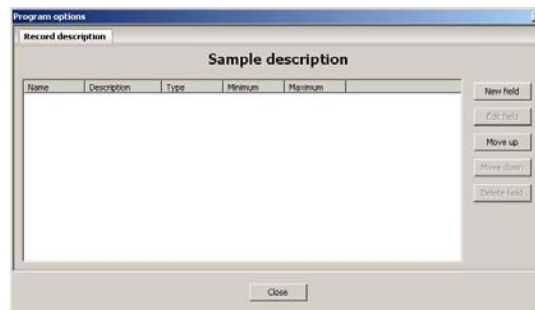 Program options
Record description
Sample description
Name Description Type Minimum Maximum
New field
Edit field
Move up
Move down
Delete field
Close